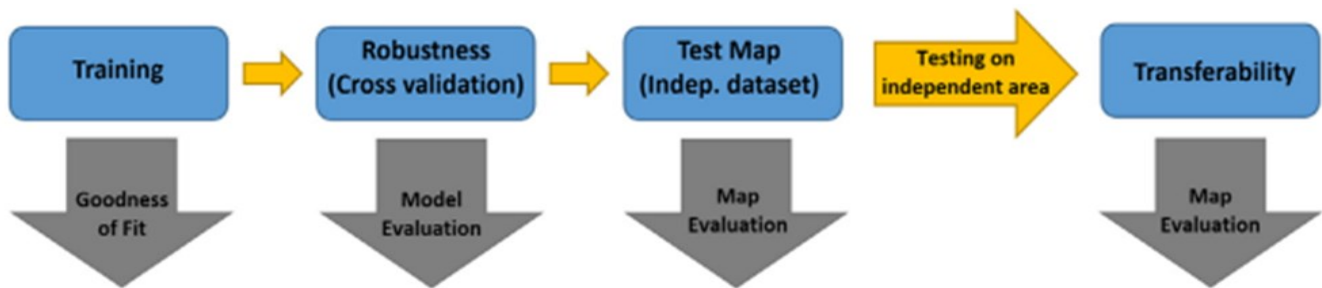 Training
Robustness
(Cross validation)
Test Map
(Indep. dataset)
Testing on
independent area
Transferability
Goodness
of Fit
Model
Evaluation
Map
Evaluation
Map
Evaluation